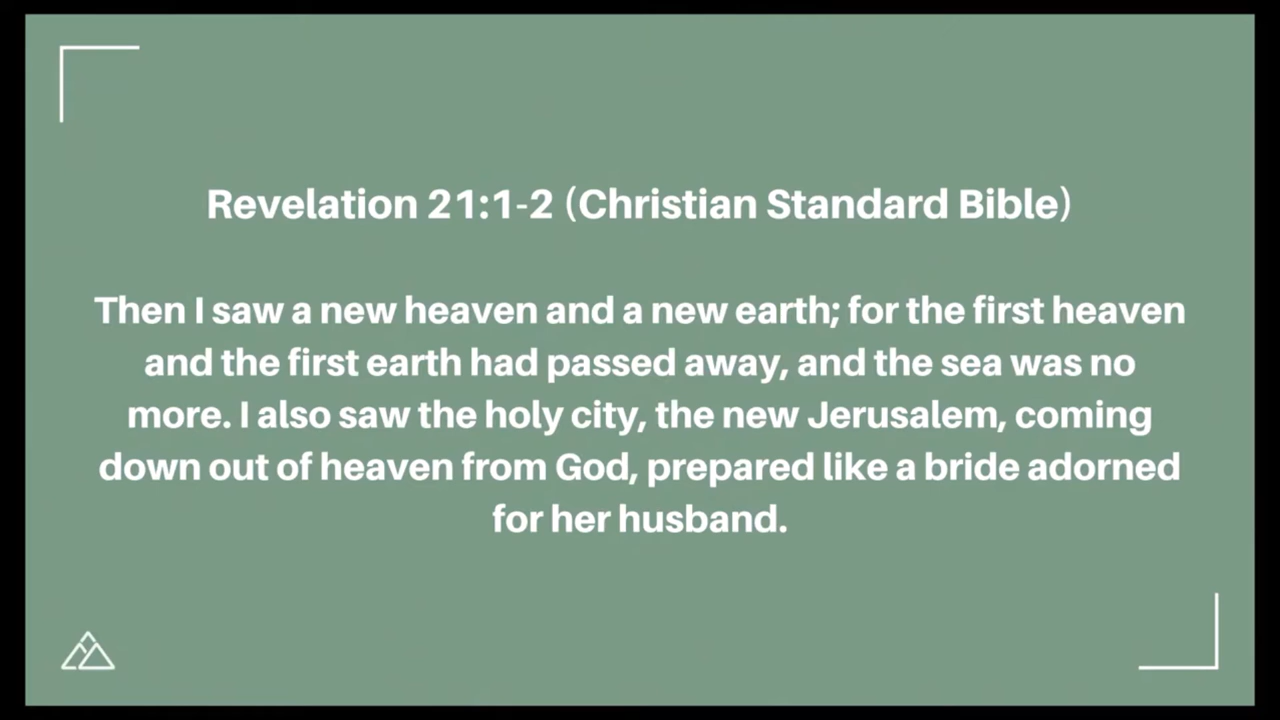 Revelation 21:1-2 (Christian Standard Bible)
Then I saw a new heaven and a new earth; for the first heaven
and the first earth had passed away, and the sea was no
more. I also saw the holy city, the new Jerusalem, coming
down out of heaven from God, prepared like a bride adorned
for her husband.